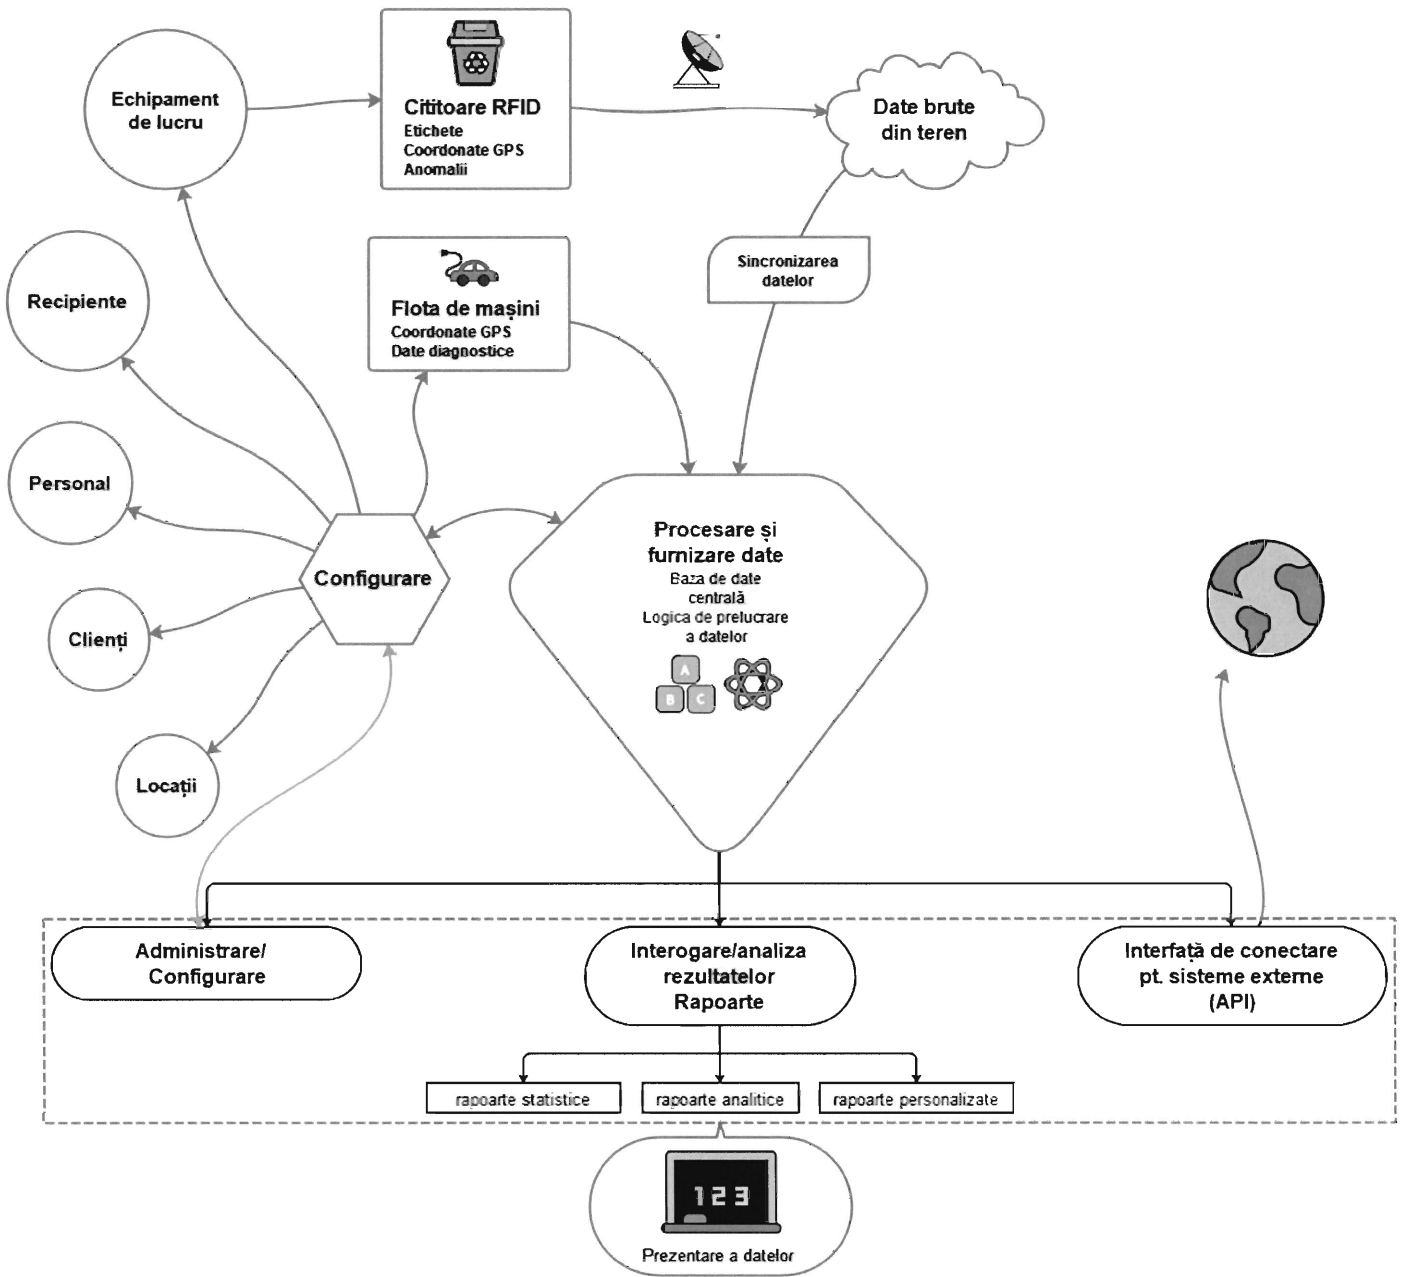 Echipament
de lucru
Cititoare RFID
Etichete
Coordonate GPS
Anomalii
Date brute
din teren
Recipiente
Flota de mașini
Coordonate GPS
Date diagnostice
Sincronizarea
datelor
Personal
Configurare
Procesare și
furnizare date
Baza de date
centrală
Logica de prelucrare
a datelor
A
B C
Clienți
Locații
Administrare/
Configurare
Interogare/analiza
rezultatelor
Rapoarte
Interfață de conectare
pt. sisteme externe
(API)
rapoarte statistice
rapoarte analitice
rapoarte personalizate
1 2 3
Prezentare a datelor